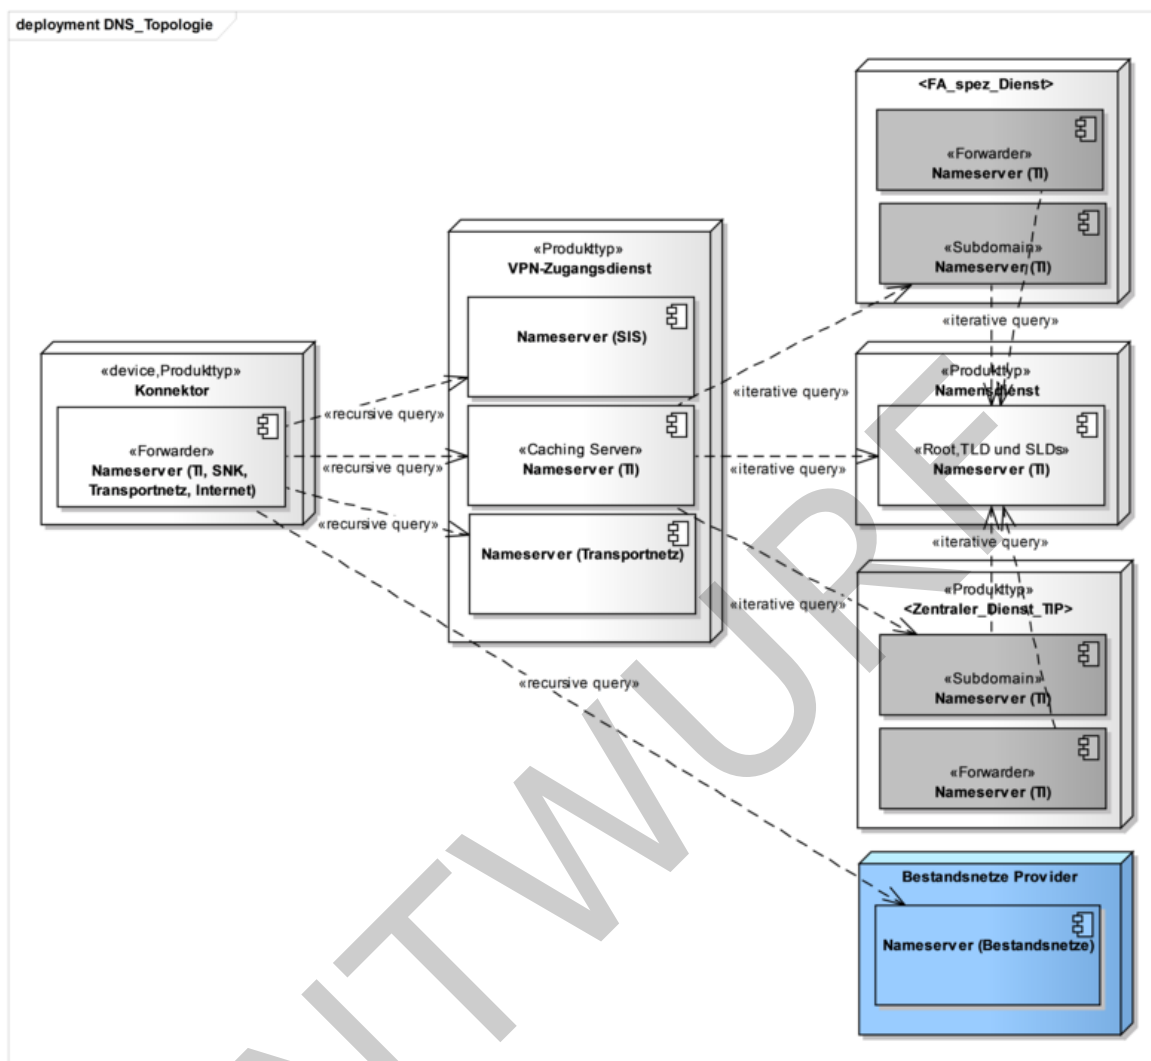 deployment DNS_Topologie
«device,Produkttyp»
Konnektor
«Forwarder»
Nameserver (TI, SNK,
Transportnetz, Internet)
«recursive query»
«recursive query»
«recursive query»
«recursive query»
«Produkttyp»
VPN-Zugangsdienst
Nameserver (SIS)
«Caching Server»
Nameserver (TI)
Nameserver (Transportnetz)
«iterative query»
«iterative query»
«iterative query»
<FA_spez_Dienst>
«Forwarder»
Nameserver (TI)
«Subdomain»
Nameserver (TI)
«iterative query»
«Produkttyp»
Namensdienst
«Root,TLD und SLDs»
Nameserver (TI)
«iterative query»
«Produkttyp»
<Zentraler_Dienst_TIP>
«Subdomain»
Nameserver (TI)
«Forwarder»
Nameserver (TI)
Bestandsnetze Provider
Nameserver (Bestandsnetze)
ENTWURF